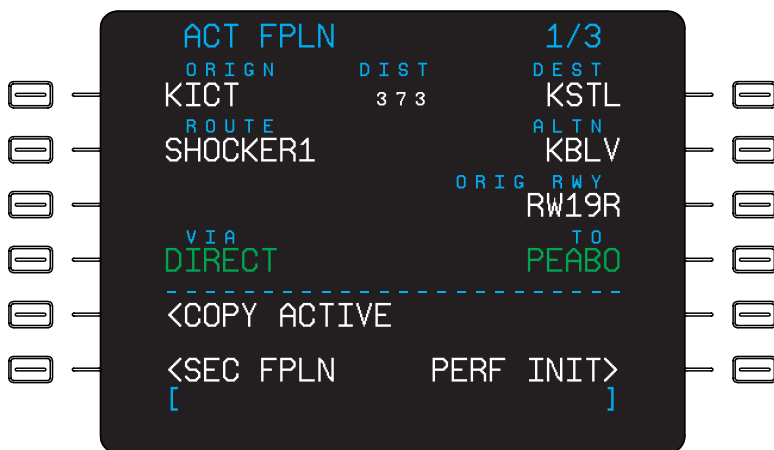 ACT FPLN 1/3
ORIGN DIST DEST
KICT 373 KSTL
ROUTE ALTN
SHOCKER1 KBLV
ORIG RWY
RW19R
VIA TO
DIRECT PEABO
----------------------------
<COPY ACTIVE
<SEC FPLN PERF INIT>
[ ]